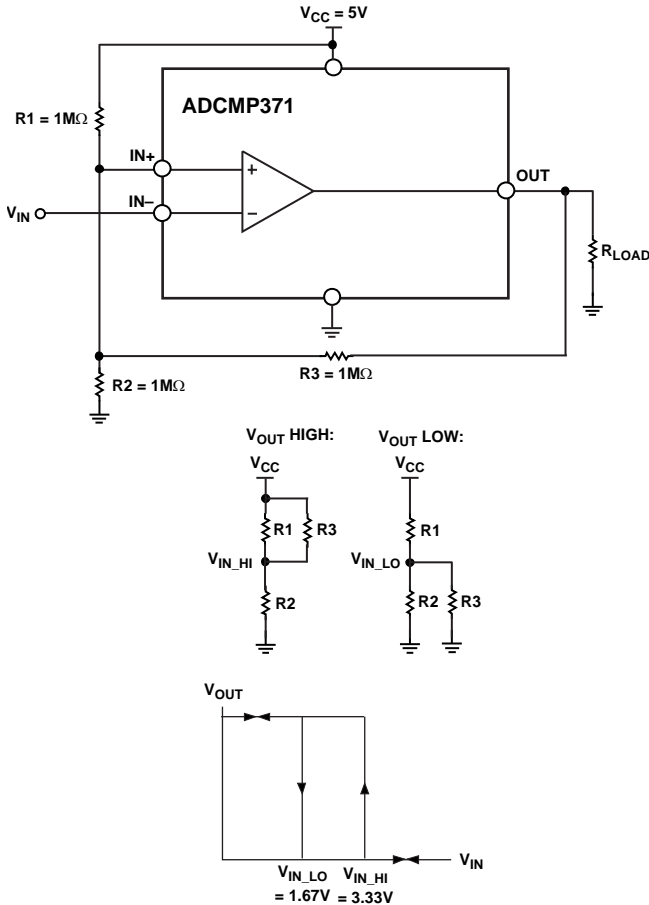 VCC = 5V
ADCMP371
R1 = 1MΩ
IN+
OUT
IN–
VIN
+
–
RLOAD
R3 = 1MΩ
R2 = 1MΩ
VOUT HIGH:
VOUT LOW:
VCC
VCC
R1
R3
R1
VIN_HI
VIN_LO
R2
R2
R3
VOUT
VIN
VIN_LO
= 1.67V
VIN_HI
= 3.33V